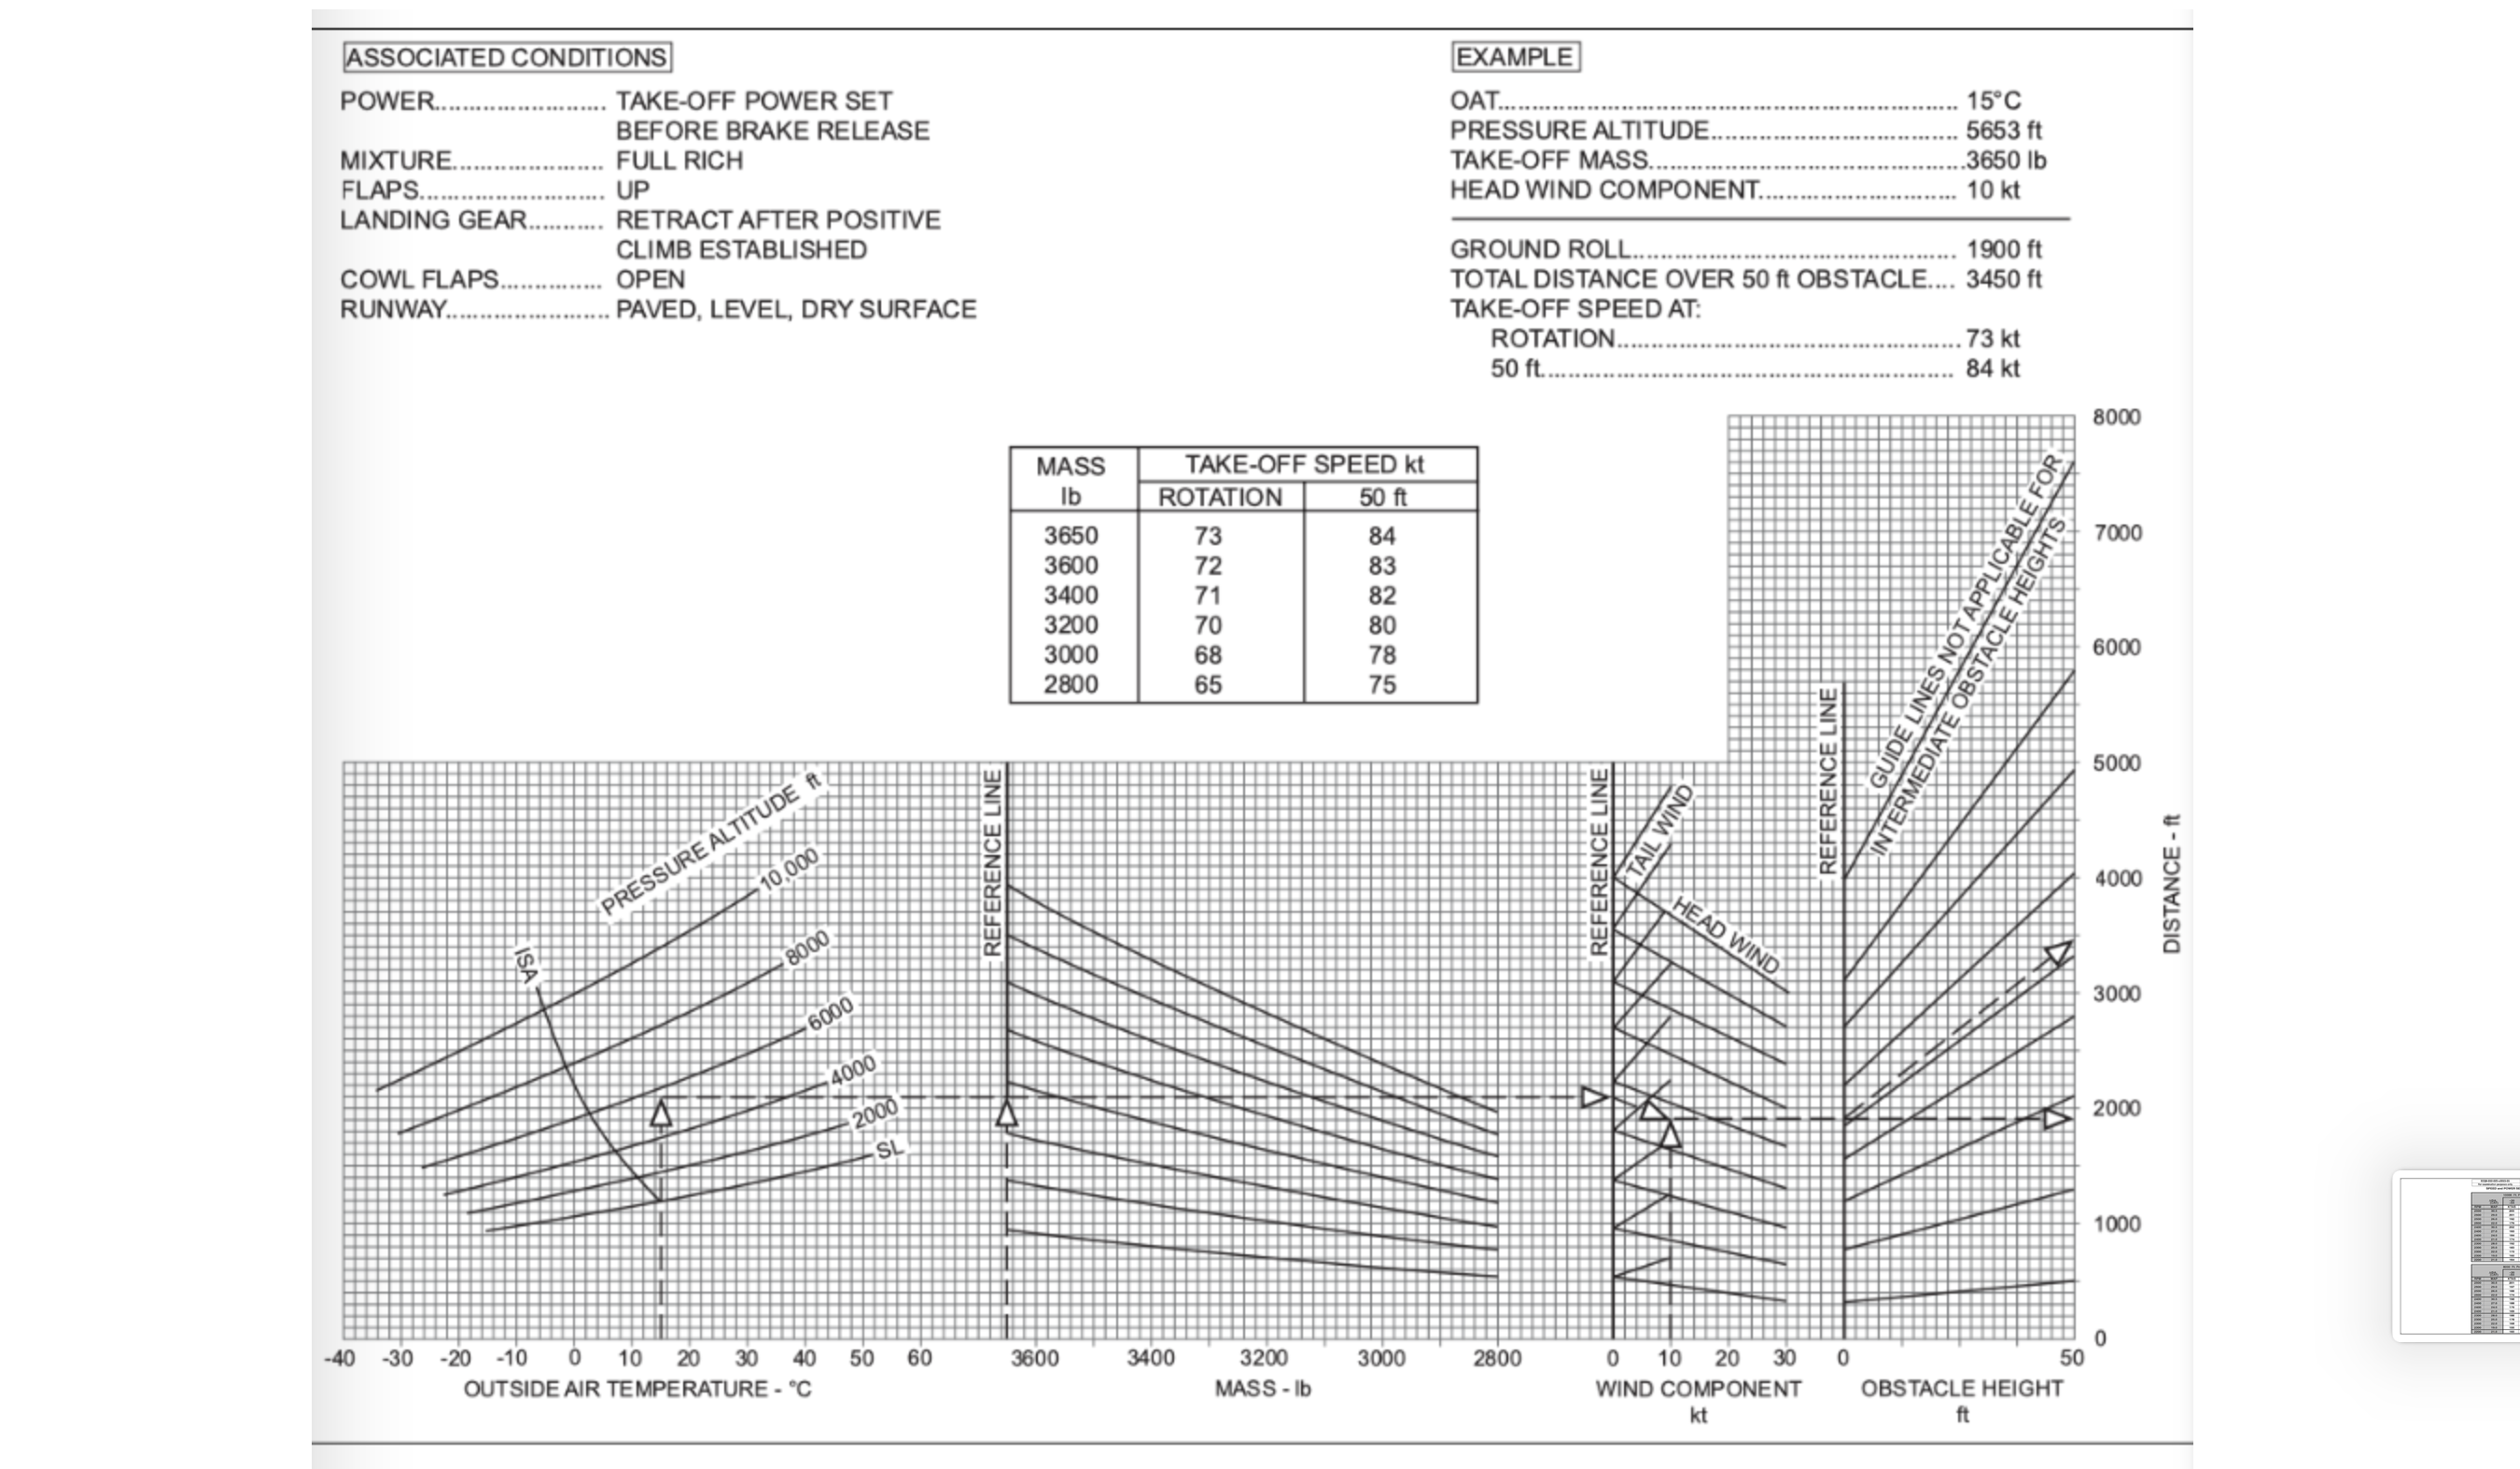 ASSOCIATED CONDITIONS
POWER......................... TAKE-OFF POWER SET
BEFORE BRAKE RELEASE
MIXTURE...................... FULL RICH
FLAPS........................... UP
LANDING GEAR........... RETRACT AFTER POSITIVE
CLIMB ESTABLISHED
COWL FLAPS............... OPEN
RUNWAY........................ PAVED, LEVEL, DRY SURFACE
EXAMPLE
OAT.................................................................... 15°C
PRESSURE ALTITUDE.................................... 5653 ft
TAKE-OFF MASS..............................................3650 lb
HEAD WIND COMPONENT............................. 10 kt
GROUND ROLL............................................... 1900 ft
TOTAL DISTANCE OVER 50 ft OBSTACLE.... 3450 ft
TAKE-OFF SPEED AT:
ROTATION.................................................. 73 kt
50 ft............................................................ 84 kt
MASS lb TAKE-OFF SPEED kt
ROTATION 50 ft
3650 73 84
3600 72 83
3400 71 82
3200 70 80
3000 68 78
2800 65 75
PRESSURE ALTITUDE ft
10,000
8000
6000
4000
2000
SL
ISA
REFERENCE LINE
REFERENCE LINE
TAIL WIND
HEAD WIND
REFERENCE LINE
GUIDE LINES NOT APPLICABLE FOR
INTERMEDIATE OBSTACLE HEIGHTS
8000
7000
6000
5000
4000
3000
2000
1000
0
DISTANCE - ft
-40 -30 -20 -10 0 10 20 30 40 50 60 3600 3400 3200 3000 2800 0 10 20 30 0 50
OUTSIDE AIR TEMPERATURE - °C MASS - lb WIND COMPONENT OBSTACLE HEIGHT
kt ft